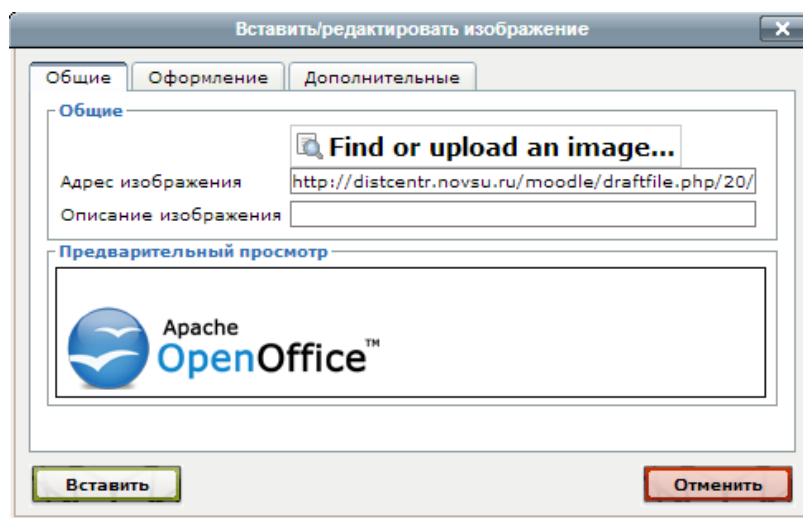 Вставить/редактировать изображение
Общие Оформление Дополнительные
Общие
Find or upload an image...
Адрес изображения http://distcentr.novsu.ru/moodle/draftfile.php/20/
Описание изображения
Предварительный просмотр
Apache
OpenOffice™
Вставить Отменить